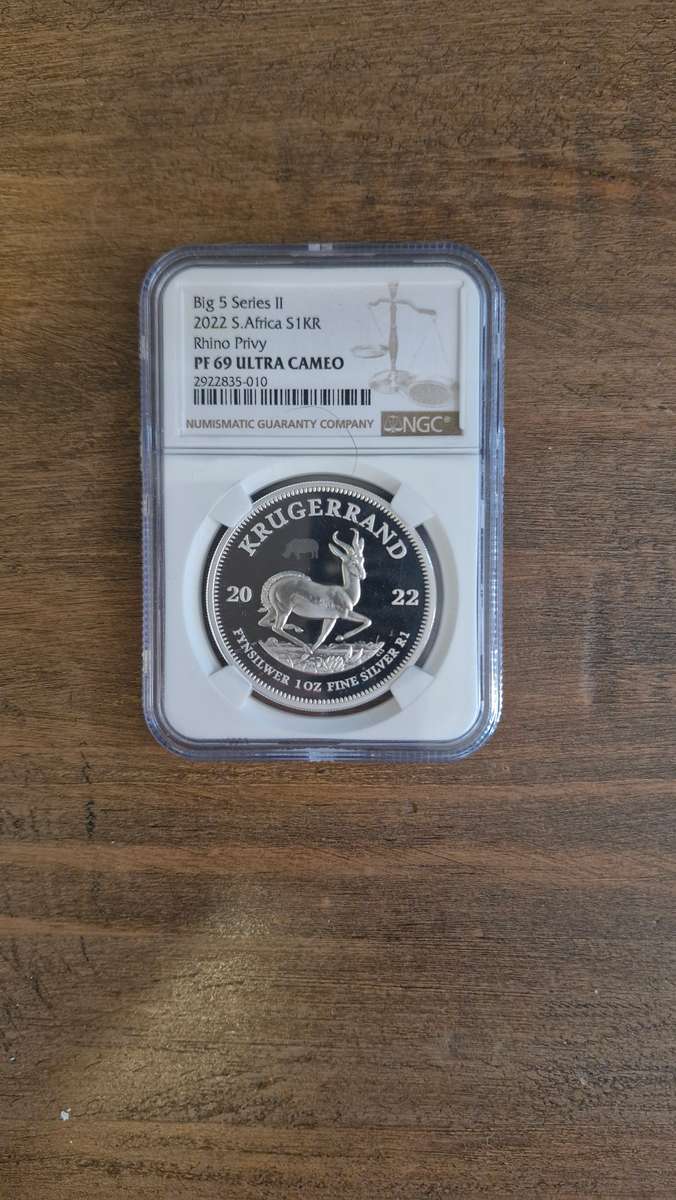 Big 5 Series II
2022 S.Africa S1KR
Rhino Privy
PF 69 ULTRA CAMEO
2922835-010
NUMISMATIC GUARANTY COMPANY NGC®
KRUGERRAND
20 22
FYNSILWER 1 OZ FINE SILVER R1